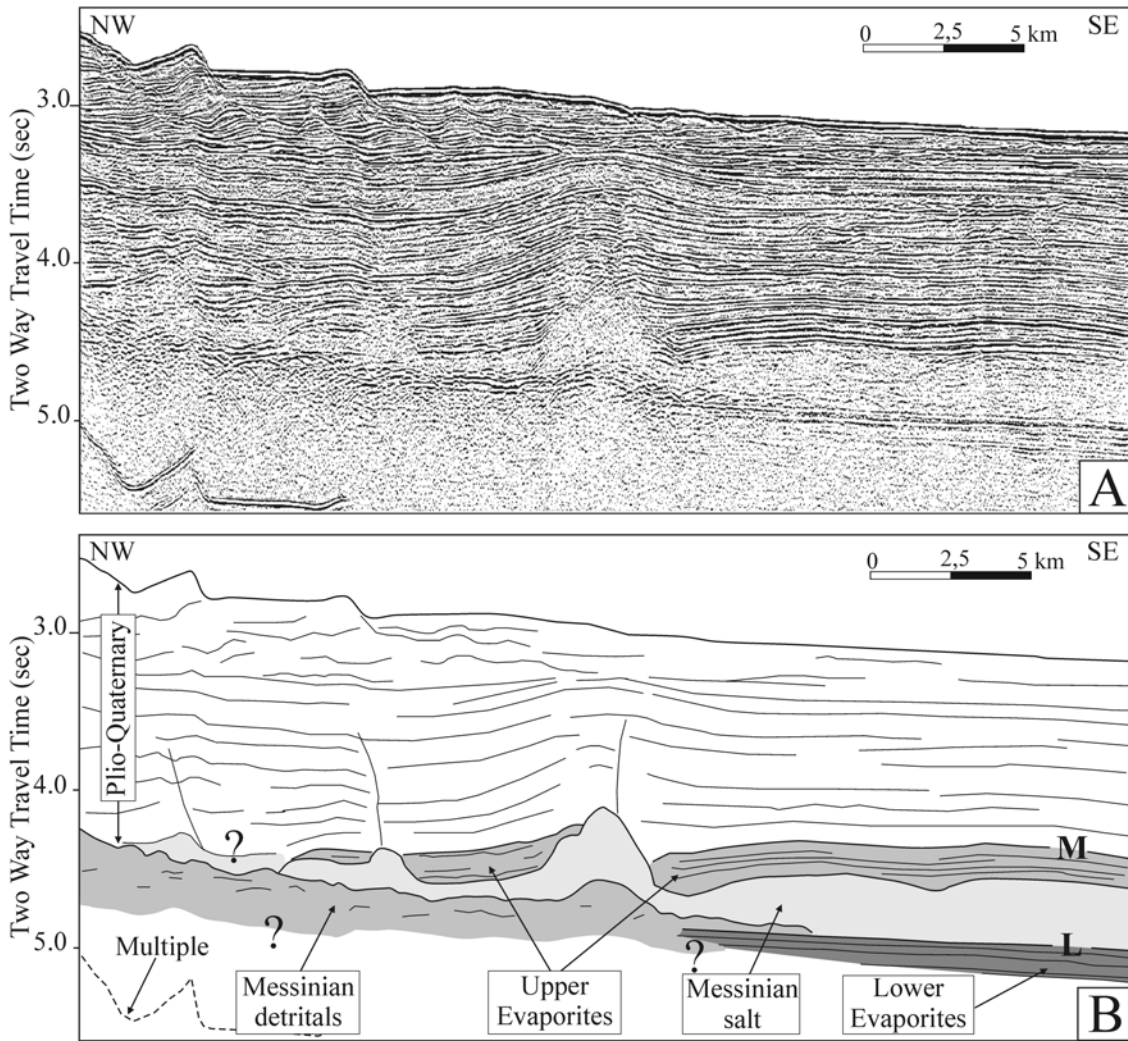 NW
SE
0 2,5 5 km
Two Way Travel Time (sec)
3.0
4.0
5.0
A
NW
SE
0 2,5 5 km
Two Way Travel Time (sec)
3.0
4.0
5.0
Plio-Quaternary
?
M
?
?
L
Multiple
Messinian
detritals
Upper
Evaporites
Messinian
salt
Lower
Evaporites
B